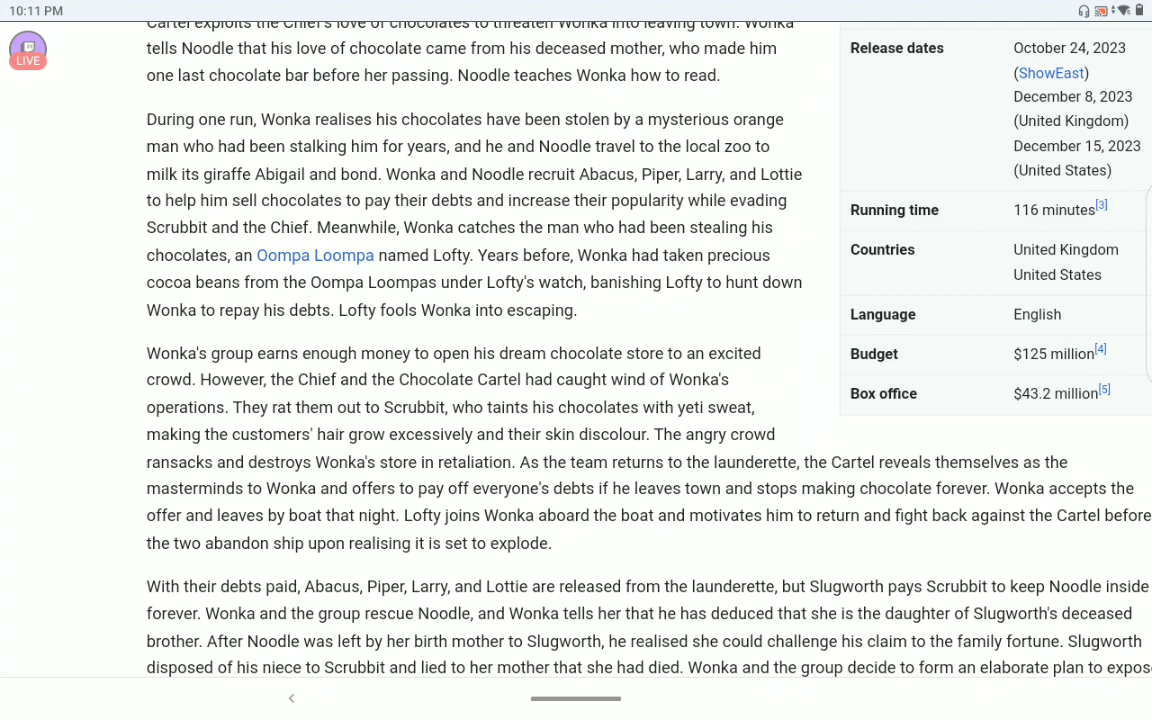 10:11 PM
LIVE
Cartel exploits the Chief's love of chocolates to threaten Wonka into leaving town. Wonka
tells Noodle that his love of chocolate came from his deceased mother, who made him
one last chocolate bar before her passing. Noodle teaches Wonka how to read.
During one run, Wonka realises his chocolates have been stolen by a mysterious orange
man who had been stalking him for years, and he and Noodle travel to the local zoo to
milk its giraffe Abigail and bond. Wonka and Noodle recruit Abacus, Piper, Larry, and Lottie
to help him sell chocolates to pay their debts and increase their popularity while evading
Scrubbit and the Chief. Meanwhile, Wonka catches the man who had been stealing his
chocolates, an Oompa Loompa named Lofty. Years before, Wonka had taken precious
cocoa beans from the Oompa Loompas under Lofty's watch, banishing Lofty to hunt down
Wonka to repay his debts. Lofty fools Wonka into escaping.
Wonka's group earns enough money to open his dream chocolate store to an excited
crowd. However, the Chief and the Chocolate Cartel had caught wind of Wonka's
operations. They rat them out to Scrubbit, who taints his chocolates with yeti sweat,
making the customers' hair grow excessively and their skin discolour. The angry crowd
ransacks and destroys Wonka's store in retaliation. As the team returns to the launderette, the Cartel reveals themselves as the
masterminds to Wonka and offers to pay off everyone's debts if he leaves town and stops making chocolate forever. Wonka accepts the
offer and leaves by boat that night. Lofty joins Wonka aboard the boat and motivates him to return and fight back against the Cartel before
the two abandon ship upon realising it is set to explode.
With their debts paid, Abacus, Piper, Larry, and Lottie are released from the launderette, but Slugworth pays Scrubbit to keep Noodle inside
forever. Wonka and the group rescue Noodle, and Wonka tells her that he has deduced that she is the daughter of Slugworth's deceased
brother. After Noodle was left by her birth mother to Slugworth, he realised she could challenge his claim to the family fortune. Slugworth
disposed of his niece to Scrubbit and lied to her mother that she had died. Wonka and the group decide to form an elaborate plan to expos
Release dates
October 24, 2023
(ShowEast)
December 8, 2023
(United Kingdom)
December 15, 2023
(United States)
Running time
116 minutes[3]
Countries
United Kingdom
United States
Language
English
Budget
$125 million[4]
Box office
$43.2 million[5]